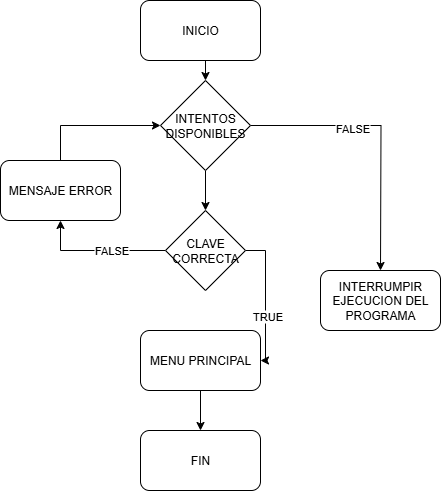 INICIO
INTENTOS
DISPONIBLES
FALSE
MENSAJE ERROR
CLAVE
CORRECTA
FALSE
INTERRUMPIR
EJECUCION DEL
PROGRAMA
TRUE
MENU PRINCIPAL
FIN